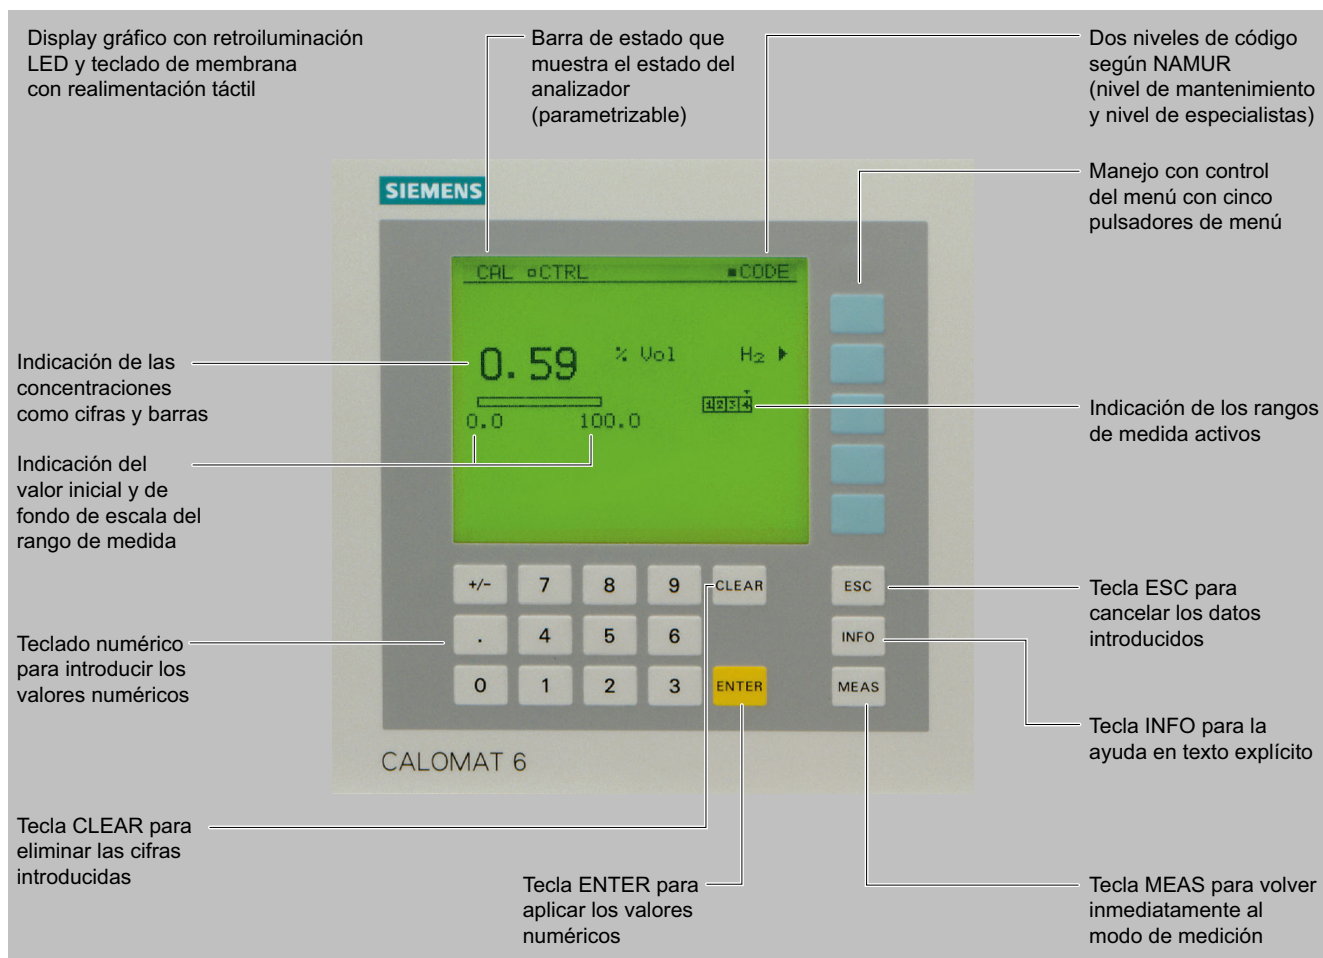 Display gráfico con retroiluminación
LED y teclado de membrana
con realimentación táctil
Barra de estado que
muestra el estado del
analizador
(parametrizable)
Dos niveles de código
según NAMUR
(nivel de mantenimiento
y nivel de especialistas)
Manejo con control
del menú con cinco
pulsadores de menú
SIEMENS
CAL CTRL CODE
0.59 % Vol H2
1 2 3 4
0.0 100.0
Indicación de las
concentraciones
como cifras y barras
Indicación de los rangos
de medida activos
Indicación del
valor inicial y de
fondo de escala del
rango de medida
+/- 7 8 9 CLEAR ESC
. 4 5 6 INFO
0 1 2 3 ENTER MEAS
Tecla ESC para
cancelar los datos
introducidos
Teclado numérico
para introducir los
valores numéricos
Tecla INFO para la
ayuda en texto explícito
CALOMAT 6
Tecla CLEAR para
eliminar las cifras
introducidas
Tecla ENTER para
aplicar los valores
numéricos
Tecla MEAS para volver
inmediatamente al
modo de medición